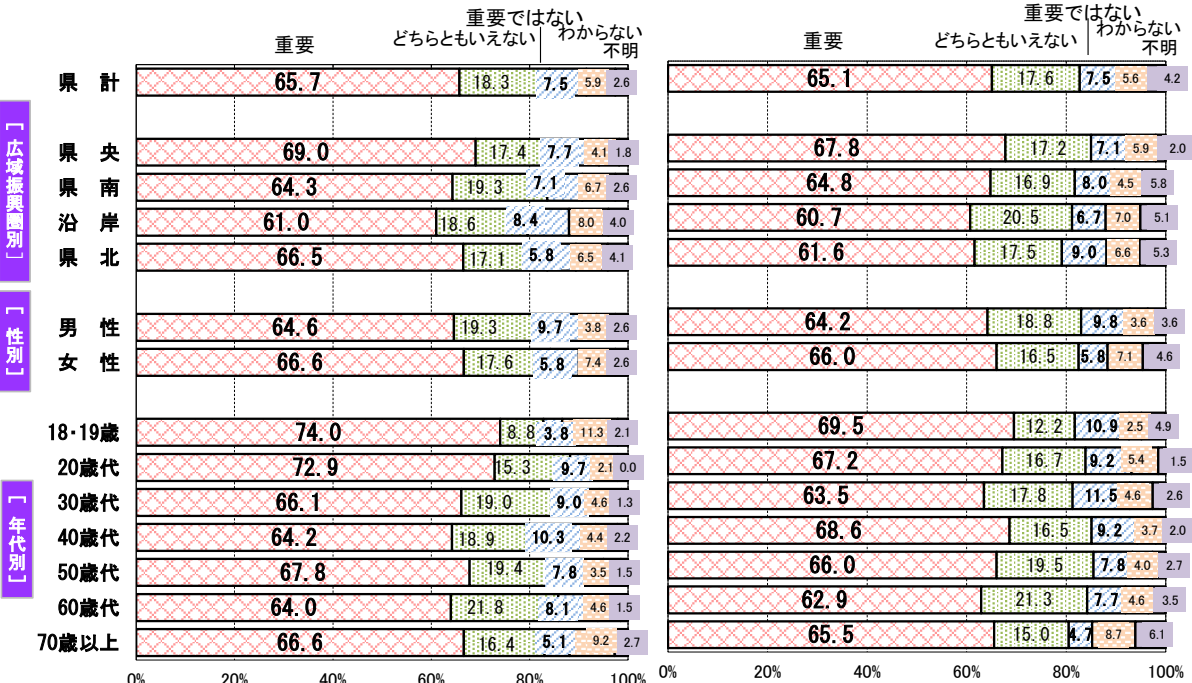 重要ではない
重要 どちらともいえない わからない
不明
重要ではない
重要 どちらともいえない わからない
不明
県 計 65.7 18.3 7.5 5.9 2.6 65.1 17.6 7.5 5.6 4.2
[広域振興圏別]
県 央 69.0 17.4 7.7 4.1 1.8 67.8 17.2 7.1 5.9 2.0
県 南 64.3 19.3 7.1 6.7 2.6 64.8 16.9 8.0 4.5 5.8
沿 岸 61.0 18.6 8.4 8.0 4.0 60.7 20.5 6.7 7.0 5.1
県 北 66.5 17.1 5.8 6.5 4.1 61.6 17.5 9.0 6.6 5.3
[性別]
男 性 64.6 19.3 9.7 3.8 2.6 64.2 18.8 9.8 3.6 3.6
女 性 66.6 17.6 5.8 7.4 2.6 66.0 16.5 5.8 7.1 4.6
[年代別]
18・19歳 74.0 8.8 3.8 11.3 2.1 69.5 12.2 10.9 2.5 4.9
20歳代 72.9 15.3 9.7 2.1 0.0 67.2 16.7 9.2 5.4 1.5
30歳代 66.1 19.0 9.0 4.6 1.3 63.5 17.8 11.5 4.6 2.6
40歳代 64.2 18.9 10.3 4.4 2.2 68.6 16.5 9.2 3.7 2.0
50歳代 67.8 19.4 7.8 3.5 1.5 66.0 19.5 7.8 4.0 2.7
60歳代 64.0 21.8 8.1 4.6 1.5 62.9 21.3 7.7 4.6 3.5
70歳以上 66.6 16.4 5.1 9.2 2.7 65.5 15.0 4.7 8.7 6.1
0% 20% 40% 60% 80% 100% 0% 20% 40% 60% 80% 100%